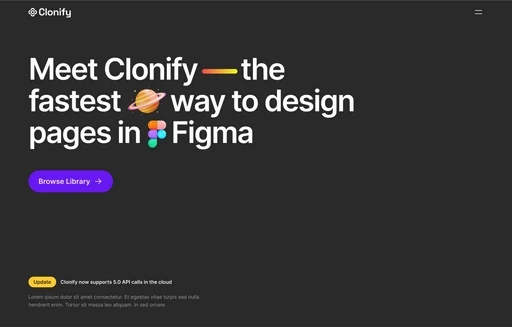 Clonify
Meet Clonify the
fastest way to design
pages in Figma
Browse Library
Update Clonify now supports 5.0 API calls in the cloud
Lorem ipsum dolor sit amet consectetur. Et egestas vitae turpis sed nulla
hendrerit enim. Tortor sit massa leo aliquam in sed ornare